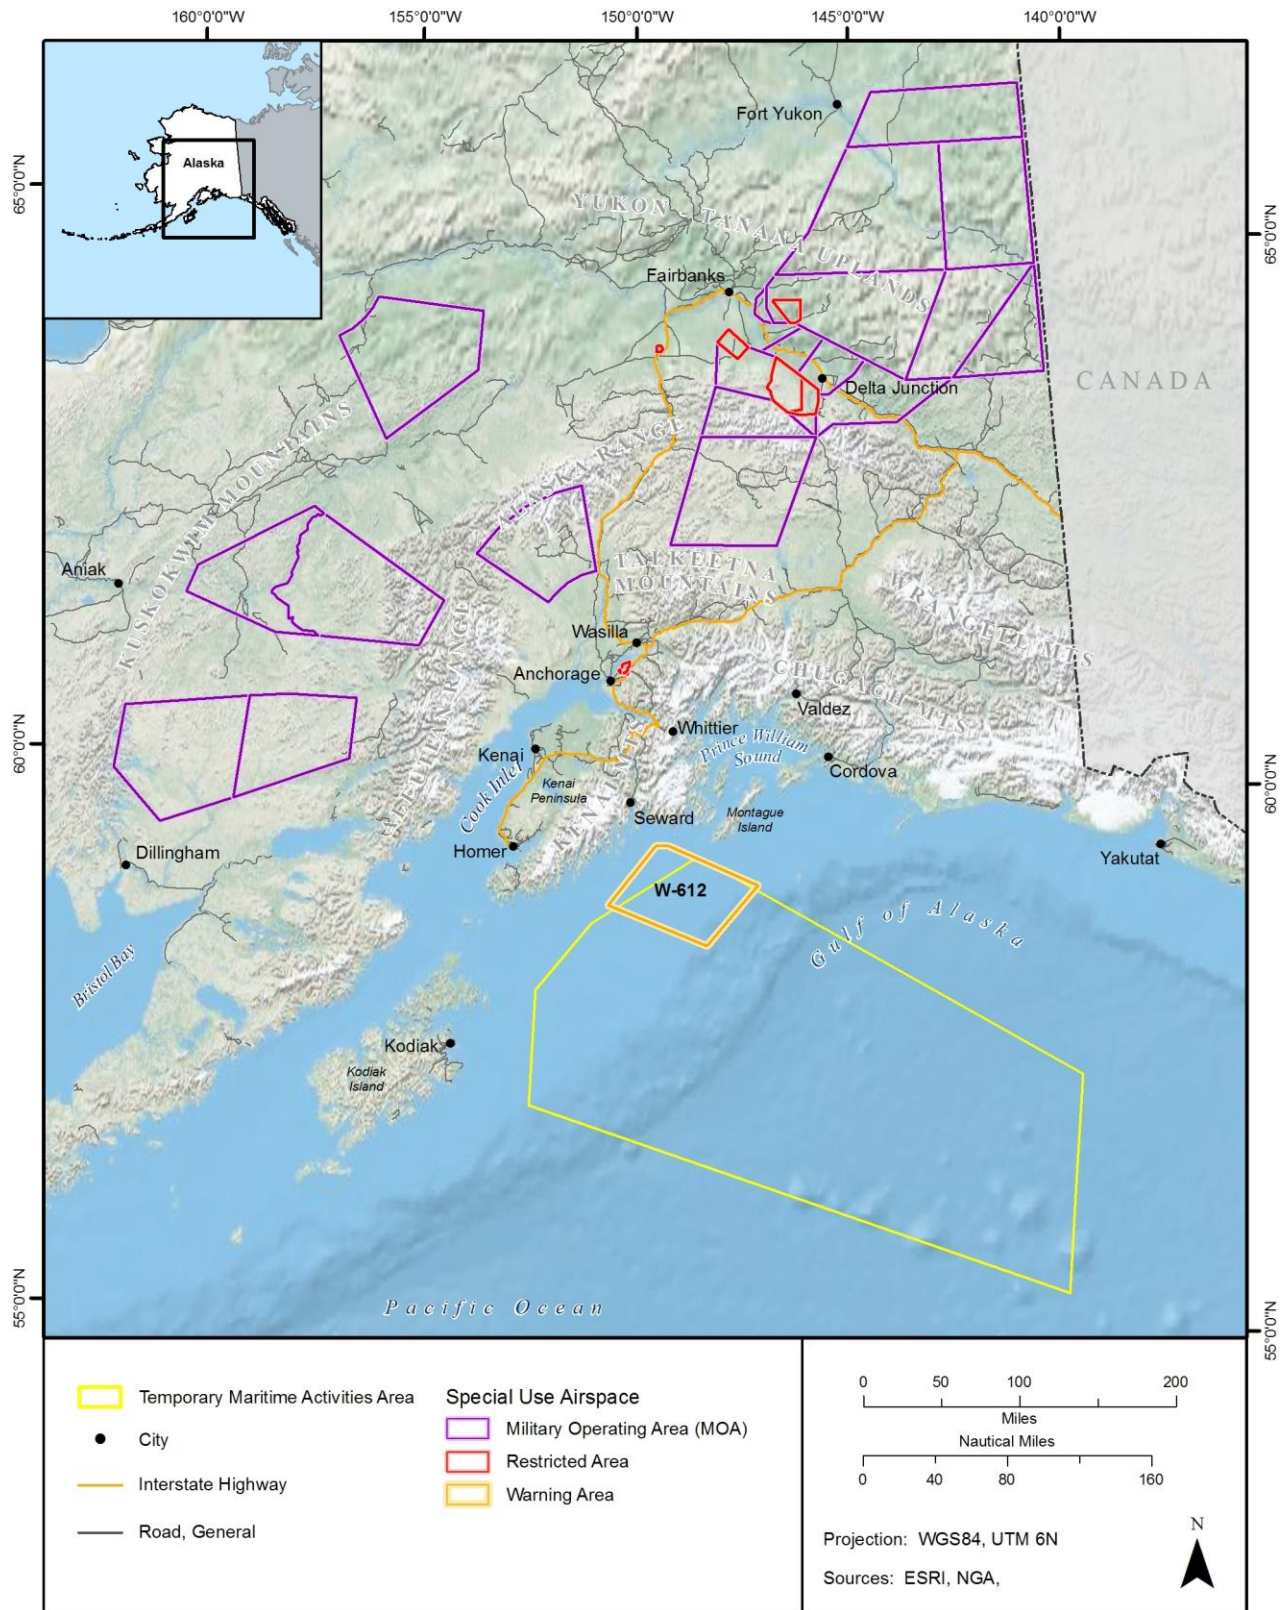 160°0'0"W
155°0'0"W
150°0'0"W
145°0'0"W
140°0'0"W
Alaska
Fort Yukon
65°0'0"N
65°0'0"N
YUKON - TANANA UPLANDS
Fairbanks
CANADA
Delta Junction
KUSKOKWIM MOUNTAINS
ALASKA RANGE
TALKEETNA
MOUNTAINS
Aniak
WRANGELL MTS
Wasilla
ALEUTIAN RANGE
Anchorage
CHUGACH MTS
Valdez
Whittier
Prince William
Sound
60°0'0"N
60°0'0"N
Kenai
Cook Inlet
Kenai
Peninsula
Cordova
KENAI MTS
Seward
Montague
Island
Homer
Dillingham
Yakutat
W-612
Gulf of Alaska
Bristol Bay
Kodiak
Kodiak
Island
55°0'0"N
55°0'0"N
Pacific Ocean
Temporary Maritime Activities Area
City
Interstate Highway
Road, General
Special Use Airspace
Military Operating Area (MOA)
Restricted Area
Warning Area
0 50 100 200
Miles
Nautical Miles
0 40 80 160
Projection: WGS84, UTM 6N
Sources: ESRI, NGA,
N